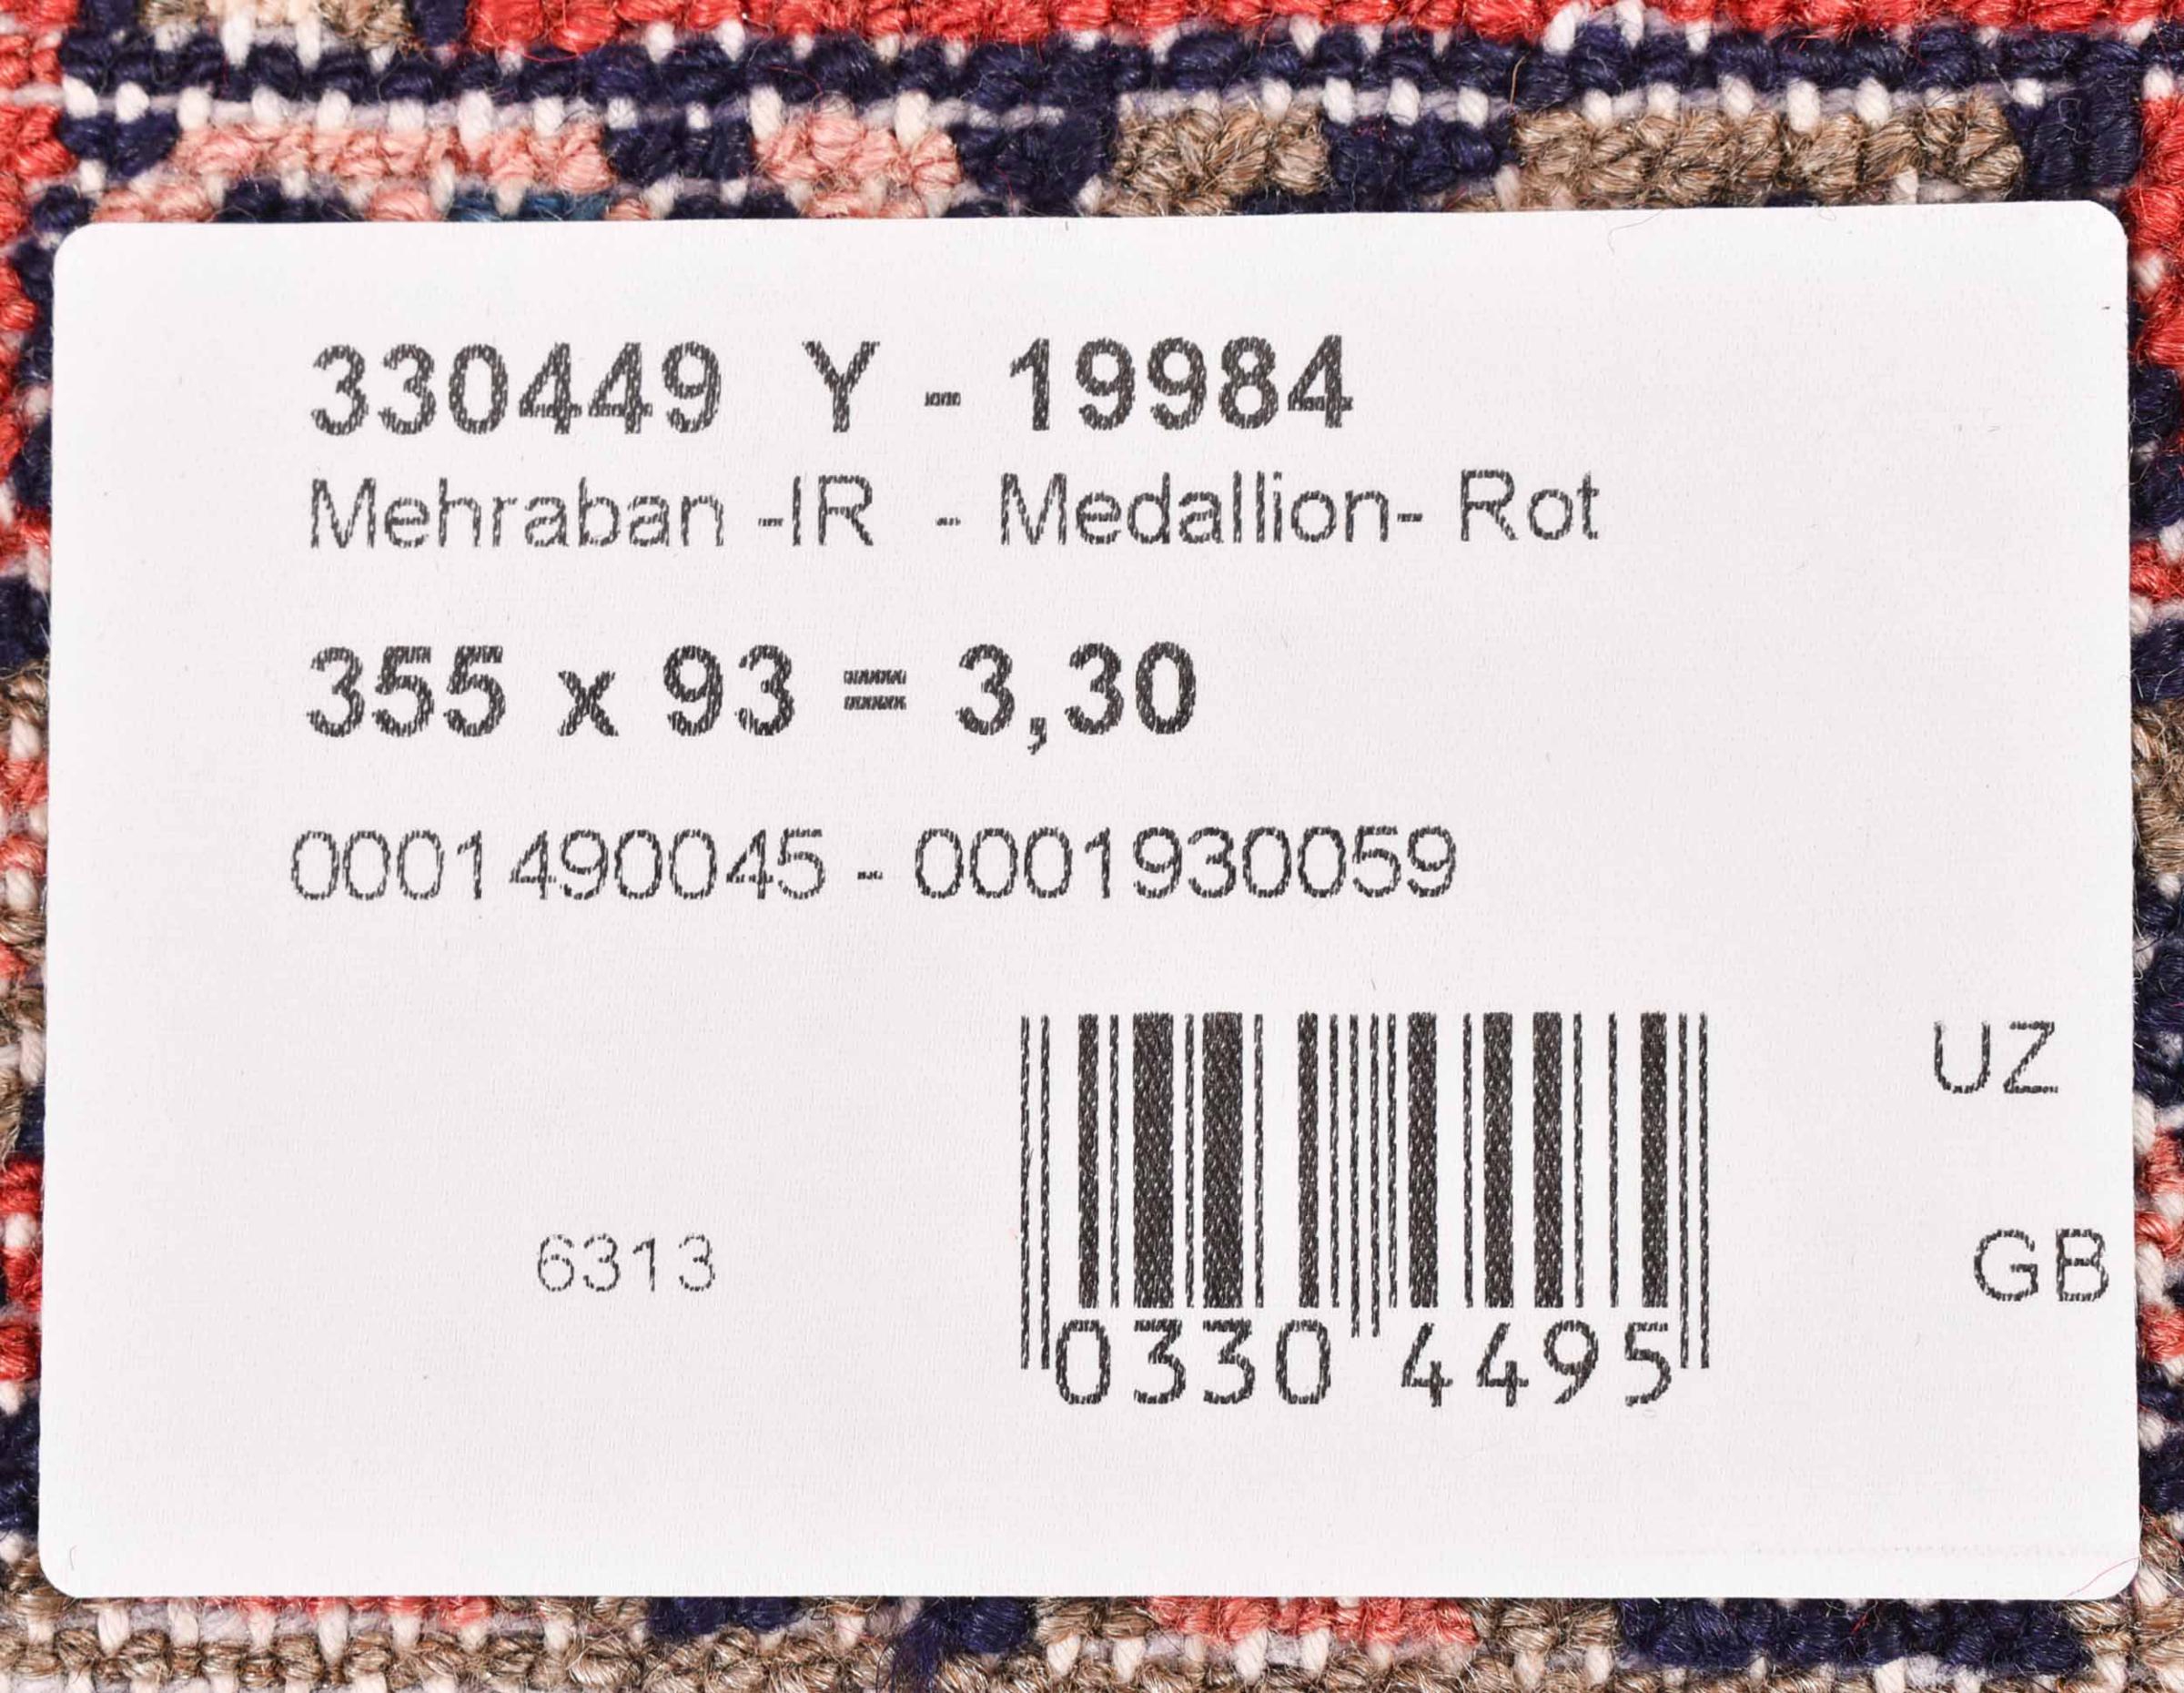 330449 Y - 19984
Mehraban -IR - Medallion- Rot
355 x 93 = 3,30
0001490045 - 0001930059
UZ
6313
GB
0330 4495